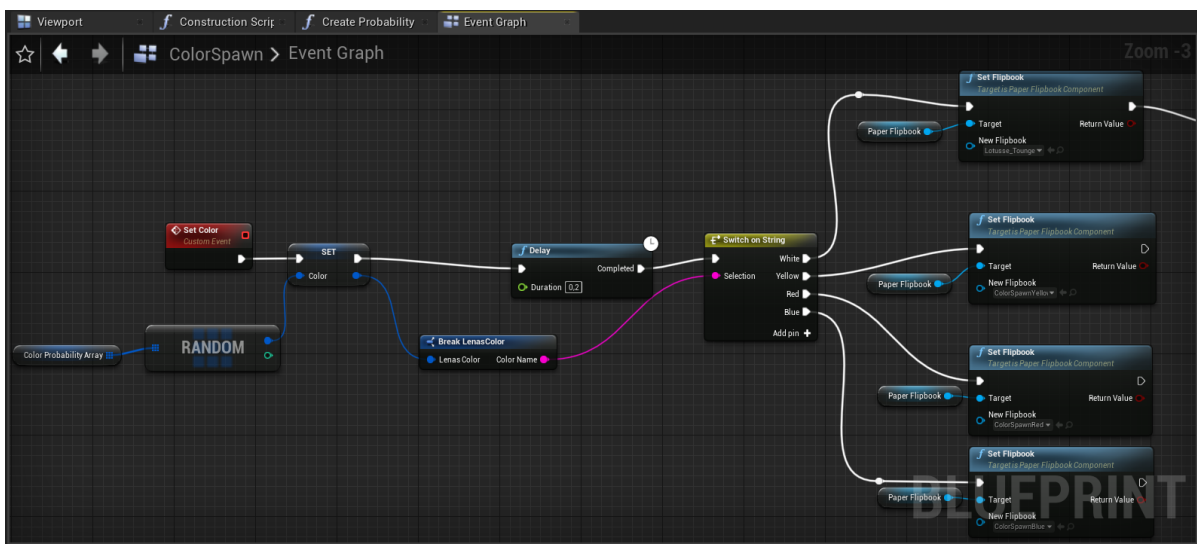 Viewport
f Construction Scrip
f Create Probability
Event Graph
ColorSpawn > Event Graph
Zoom -3
Set Flipbook
Target is Paper Flipbook Component
Paper Flipbook
Target
Return Value
New Flipbook
Lotusse_Tounge
Set Color
Custom Event
SET
Color
Delay
Completed
Duration 0,2
Switch on String
White
Selection
Yellow
Red
Blue
Add pin +
Set Flipbook
Target is Paper Flipbook Component
Paper Flipbook
Target
Return Value
New Flipbook
ColorSpawnYellov
Color Probability Array
RANDOM
Break LenasColor
Lenas Color
Color Name
Set Flipbook
Target is Paper Flipbook Component
Paper Flipbook
Target
Return Value
New Flipbook
ColorSpawnRed
Set Flipbook
Target is Paper Flipbook Component
Paper Flipbook
Target
Return Value
New Flipbook
ColorSpawnBlue
BLUEPRINT